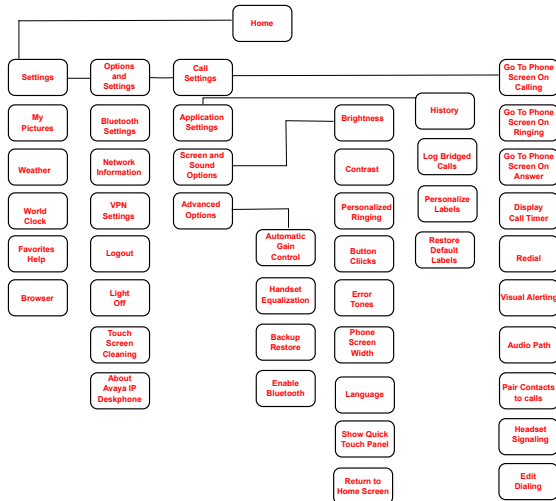 Home
Settings
Options
and
Settings
Call
Settings
Go To Phone
Screen On
Calling
My
Pictures
Bluetooth
Settings
Application
Settings
Brightness
History
Go To Phone
Screen On
Ringing
Weather
Network
Information
Screen and
Sound
Options
Contrast
Log Bridged
Calls
Go To Phone
Screen On
Answer
World
Clock
VPN
Settings
Advanced
Options
Personalized
Ringing
Personalize
Labels
Display
Call Timer
Favorites
Help
Logout
Automatic
Gain
Control
Button
Cliicks
Restore
Default
Labels
Redial
Browser
Light
Off
Handset
Equalization
Error
Tones
Visual Alerting
Touch
Screen
Cleaning
Backup
Restore
Phone
Screen
Width
Audio Path
About
Avaya IP
Deskphone
Enable
Bluetooth
Language
Pair Contacts
to calls
Show Quick
Touch Panel
Headset
Signaling
Return to
Home Screen
Edit
Dialing